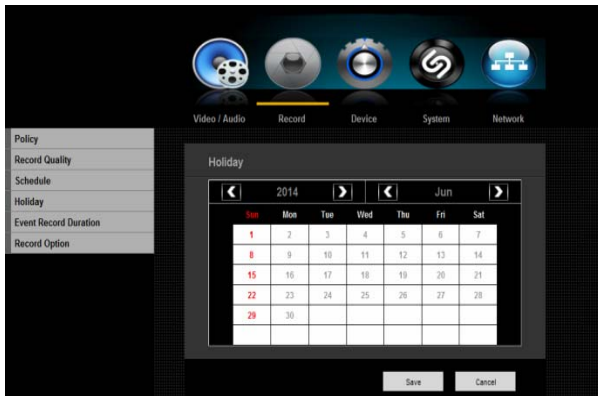 Video / Audio Record Device System Network
Policy
Record Quality
Schedule
Holiday
Event Record Duration
Record Option
Holiday
2014 Jun
Sun Mon Tue Wed Thu Fri Sat
1 2 3 4 5 6 7
8 9 10 11 12 13 14
15 16 17 18 19 20 21
22 23 24 25 26 27 28
29 30
Save Cancel